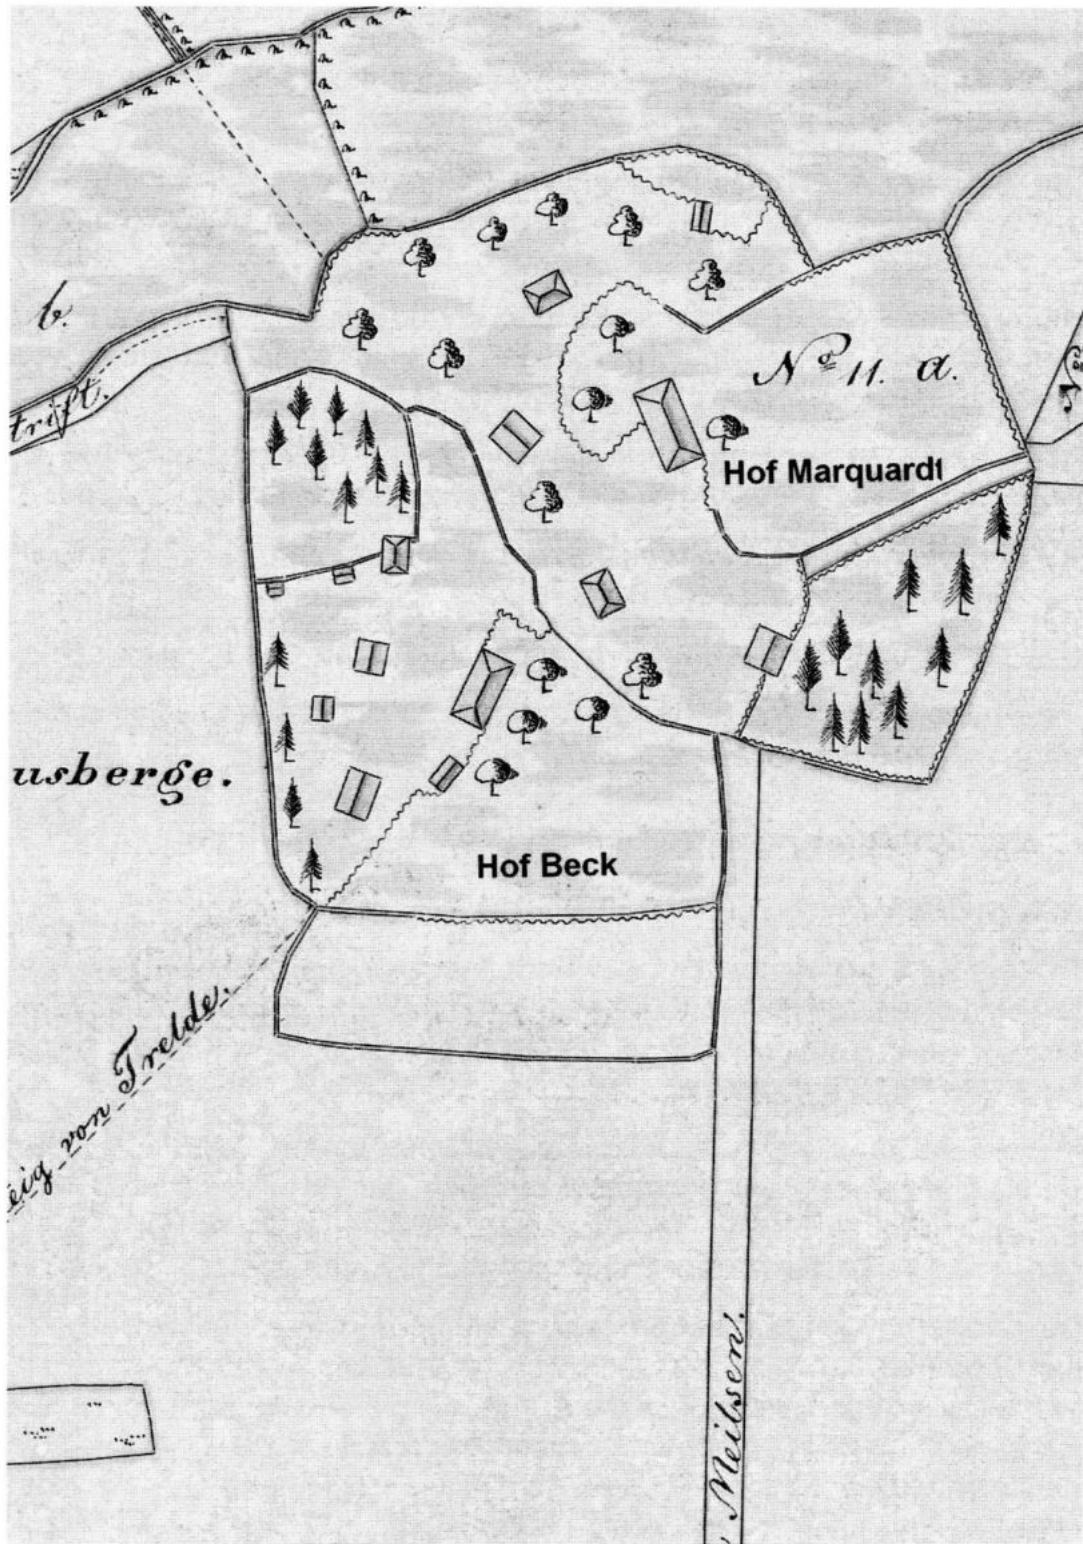 b.
trift.
Nº 11. a.
Hof Marquardt
usberge.
Hof Beck
eig von Trelde.
Meilsen.